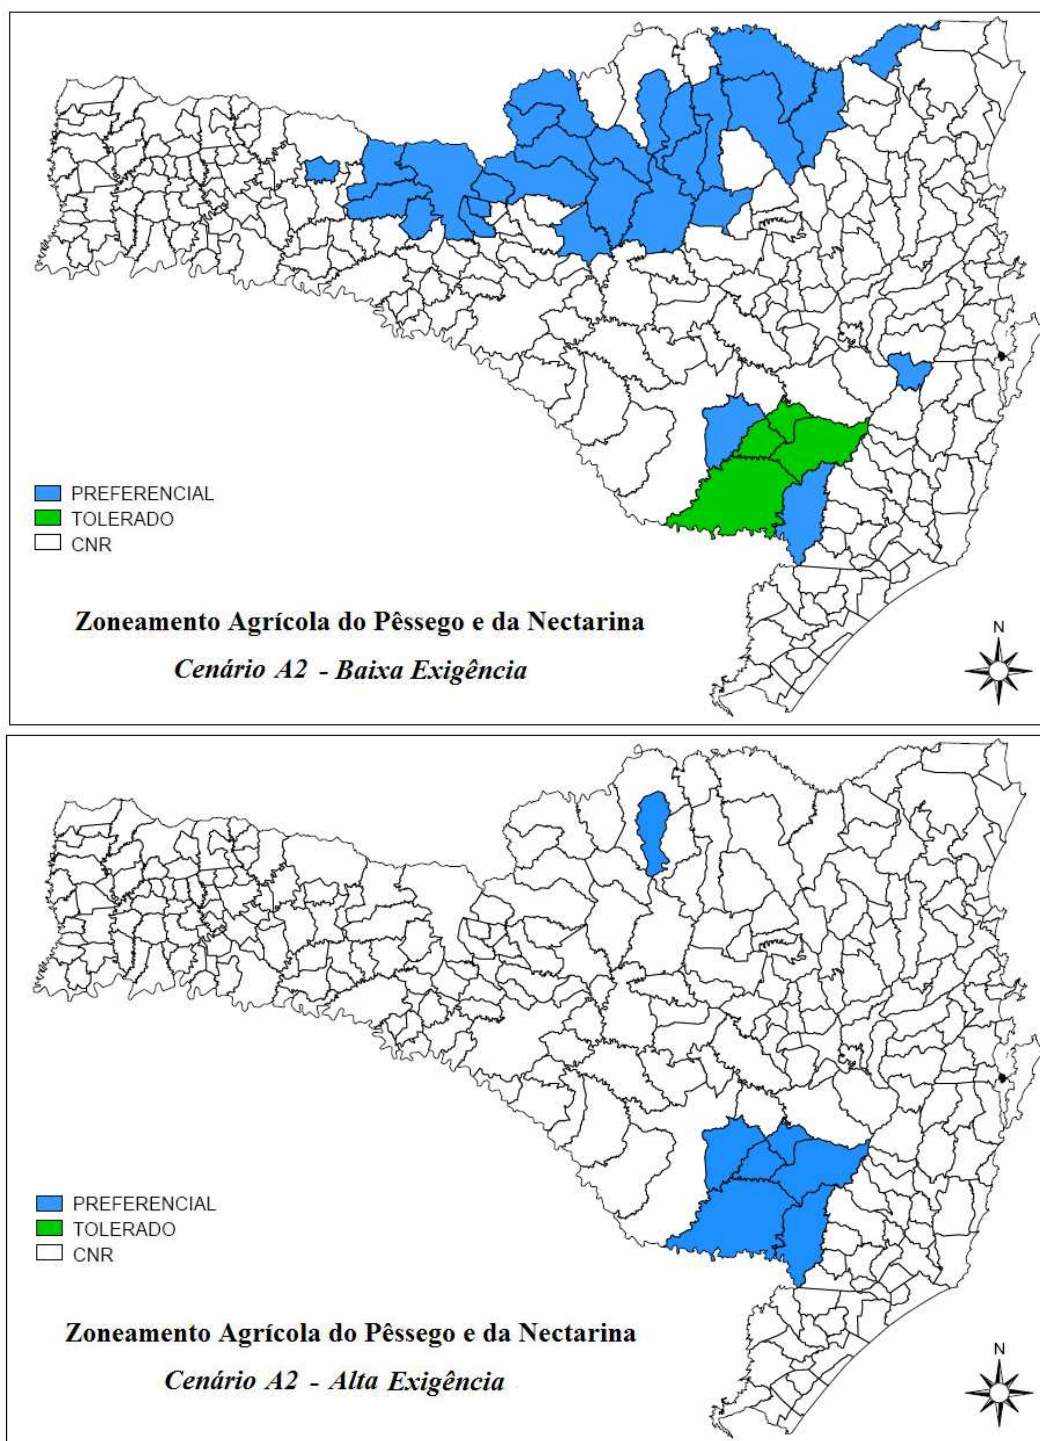 PREFERENCIAL
TOLERADO
CNR
Zoneamento Agrícola do Pêssego e da Nectarina
Cenário A2 - Baixa Exigência
N
PREFERENCIAL
TOLERADO
CNR
Zoneamento Agrícola do Pêssego e da Nectarina
Cenário A2 - Alta Exigência
N